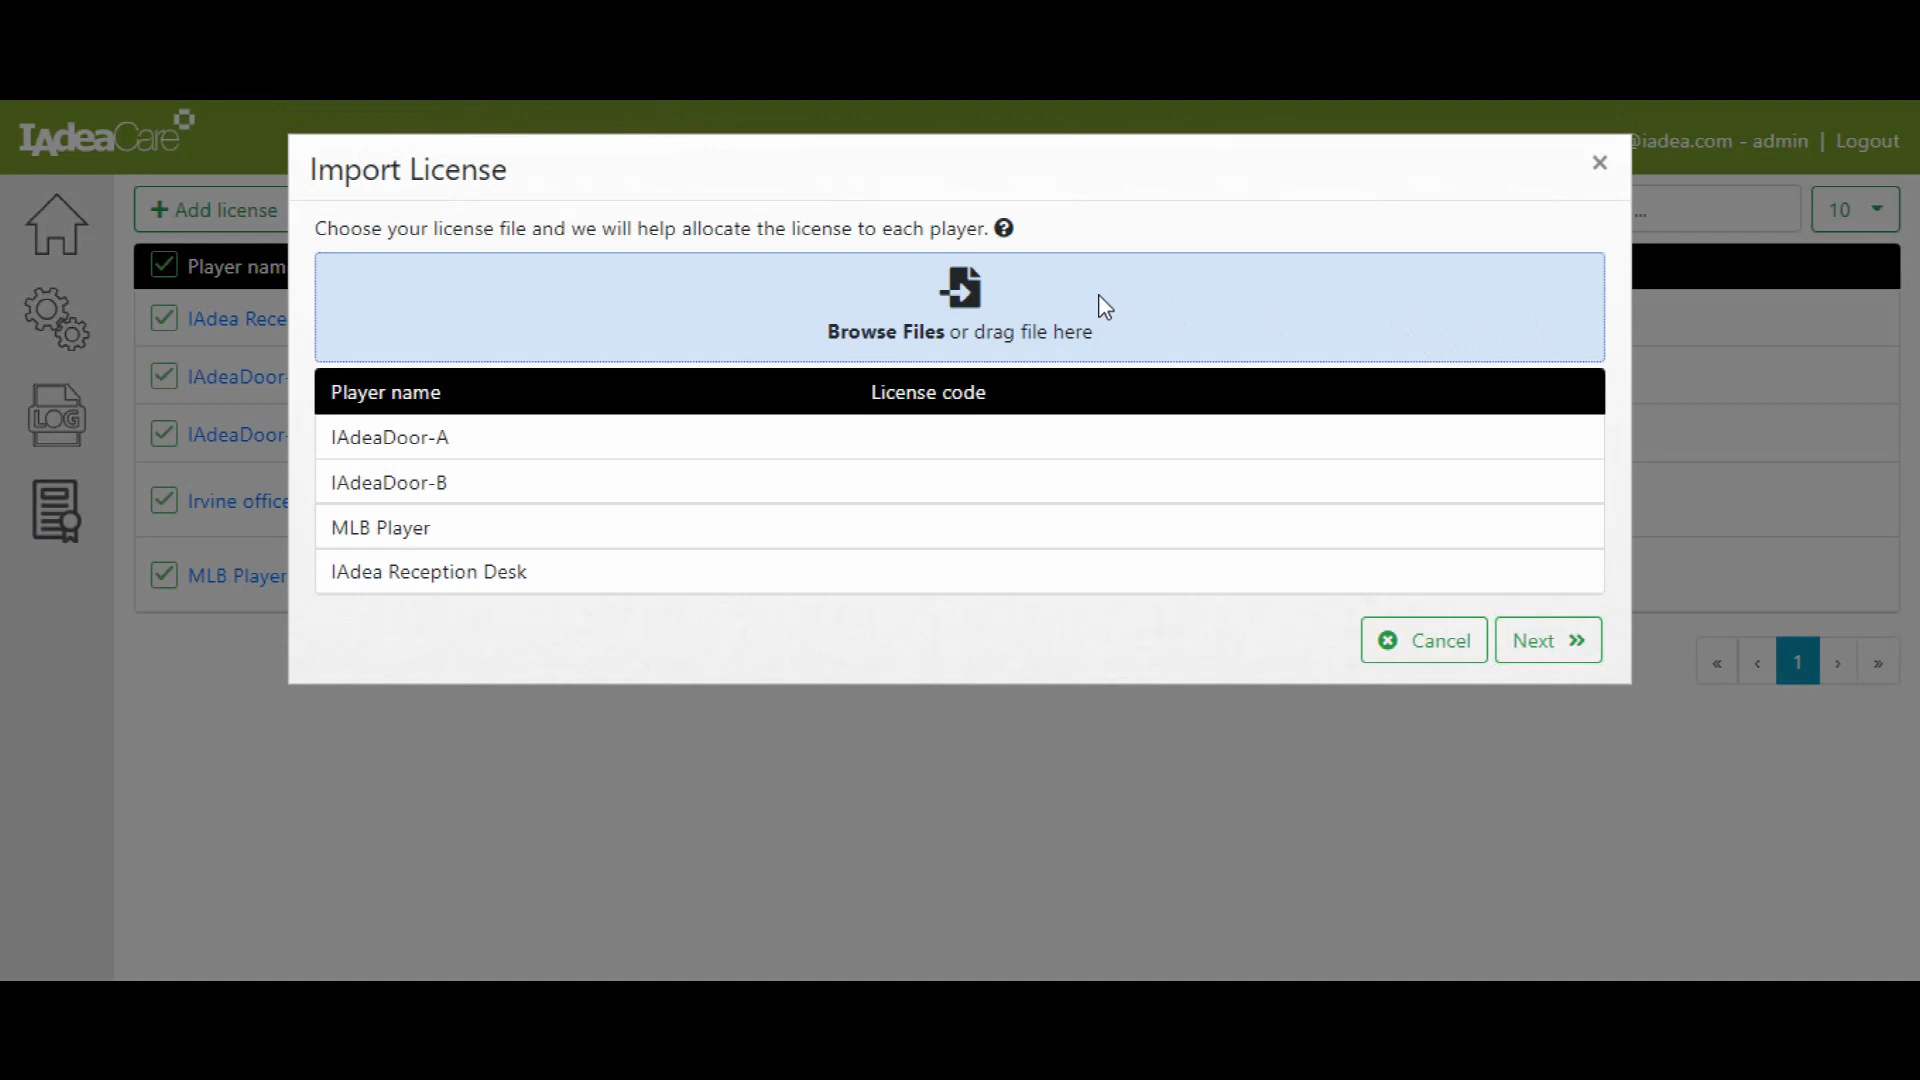 IAdeaCare
@iadea.com - admin | Logout
Import License
×
+ Add license
... 10
Choose your license file and we will help allocate the license to each player. ?
Player nam
Browse Files or drag file here
IAdea Rece
IAdeaDoor-
IAdeaDoor-
Irvine office
MLB Player
LOG
Player name License code
IAdeaDoor-A
IAdeaDoor-B
MLB Player
IAdea Reception Desk
Cancel Next »
« ‹ 1 › »